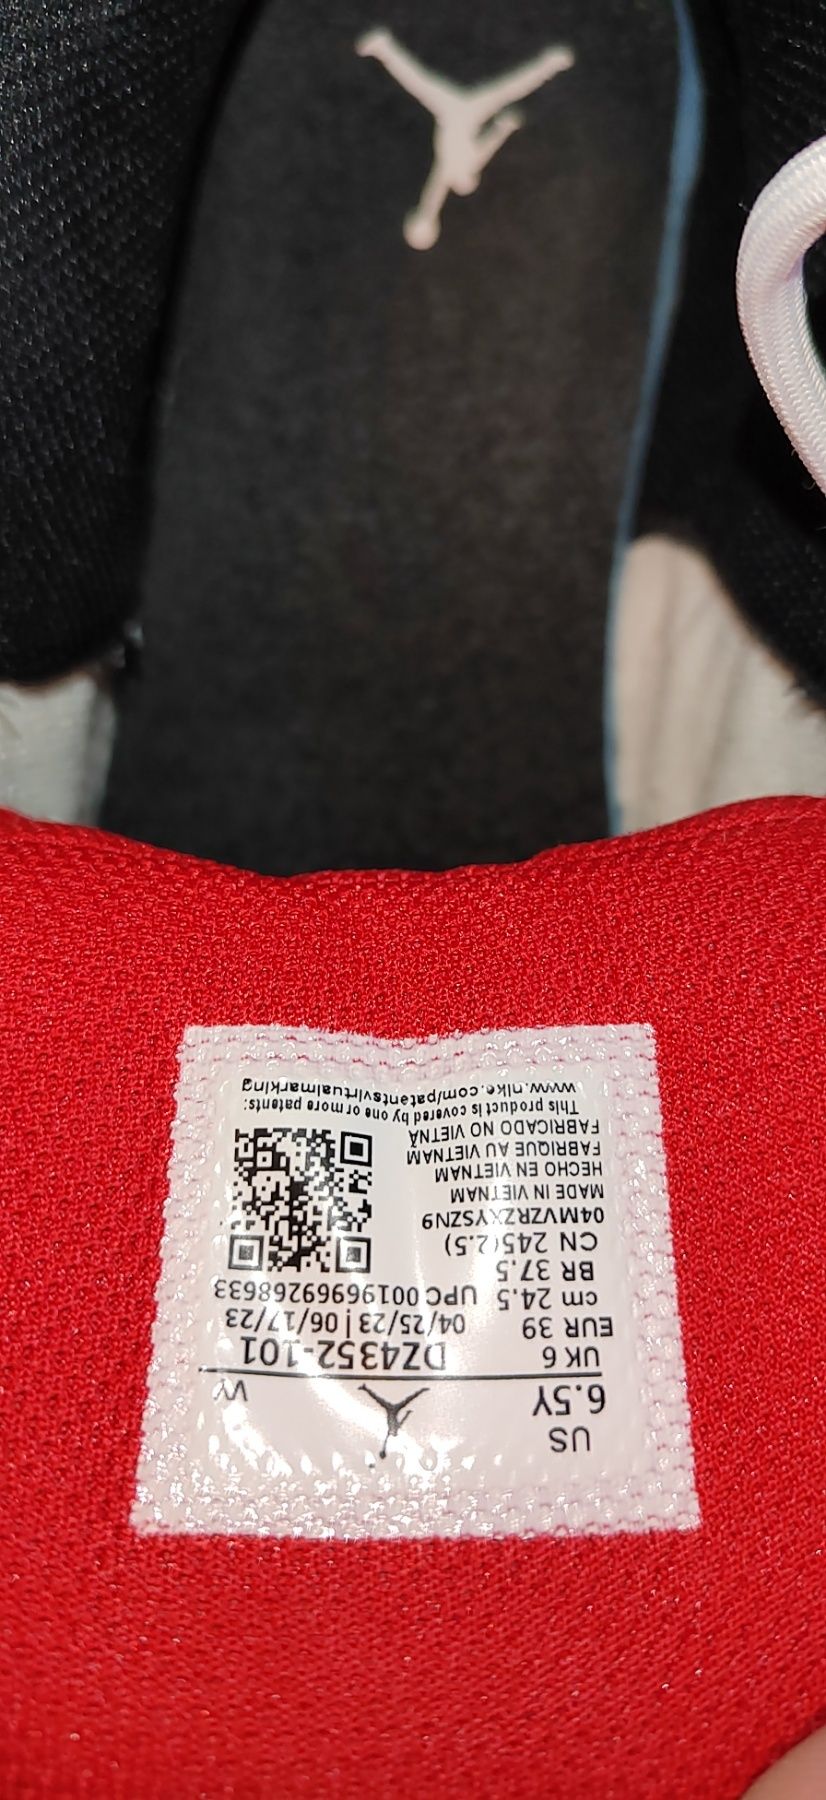 US
6.5Y W
UK 6 DZ4352-101
EUR 39 04/25/23 | 06/17/23
cm 24.5 UPC:00196969268633
BR 37.5
CN 245(2.5)
04MVZRZXYSZN9
MADE IN VIETNAM
HECHO EN VIETNAM
FABRIQUE AU VIETNAM
FABRICADO NO VIETNÃ
This product is covered by one or more patents:
www.nike.com/patentsvirtualmarking